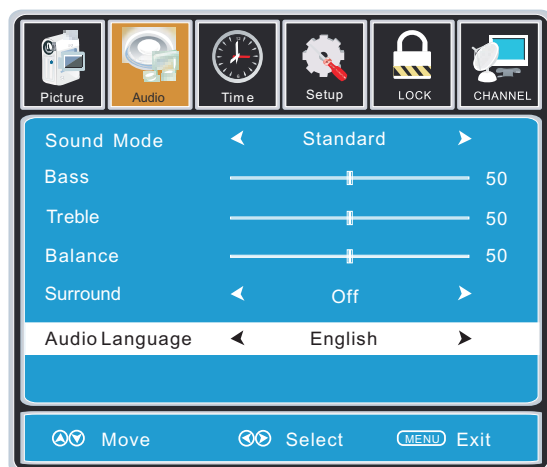 Picture Audio Time Setup LOCK CHANNEL
Sound Mode Standard
Bass 50
Treble 50
Balance 50
Surround Off
Audio Language English
Move Select MENU Exit